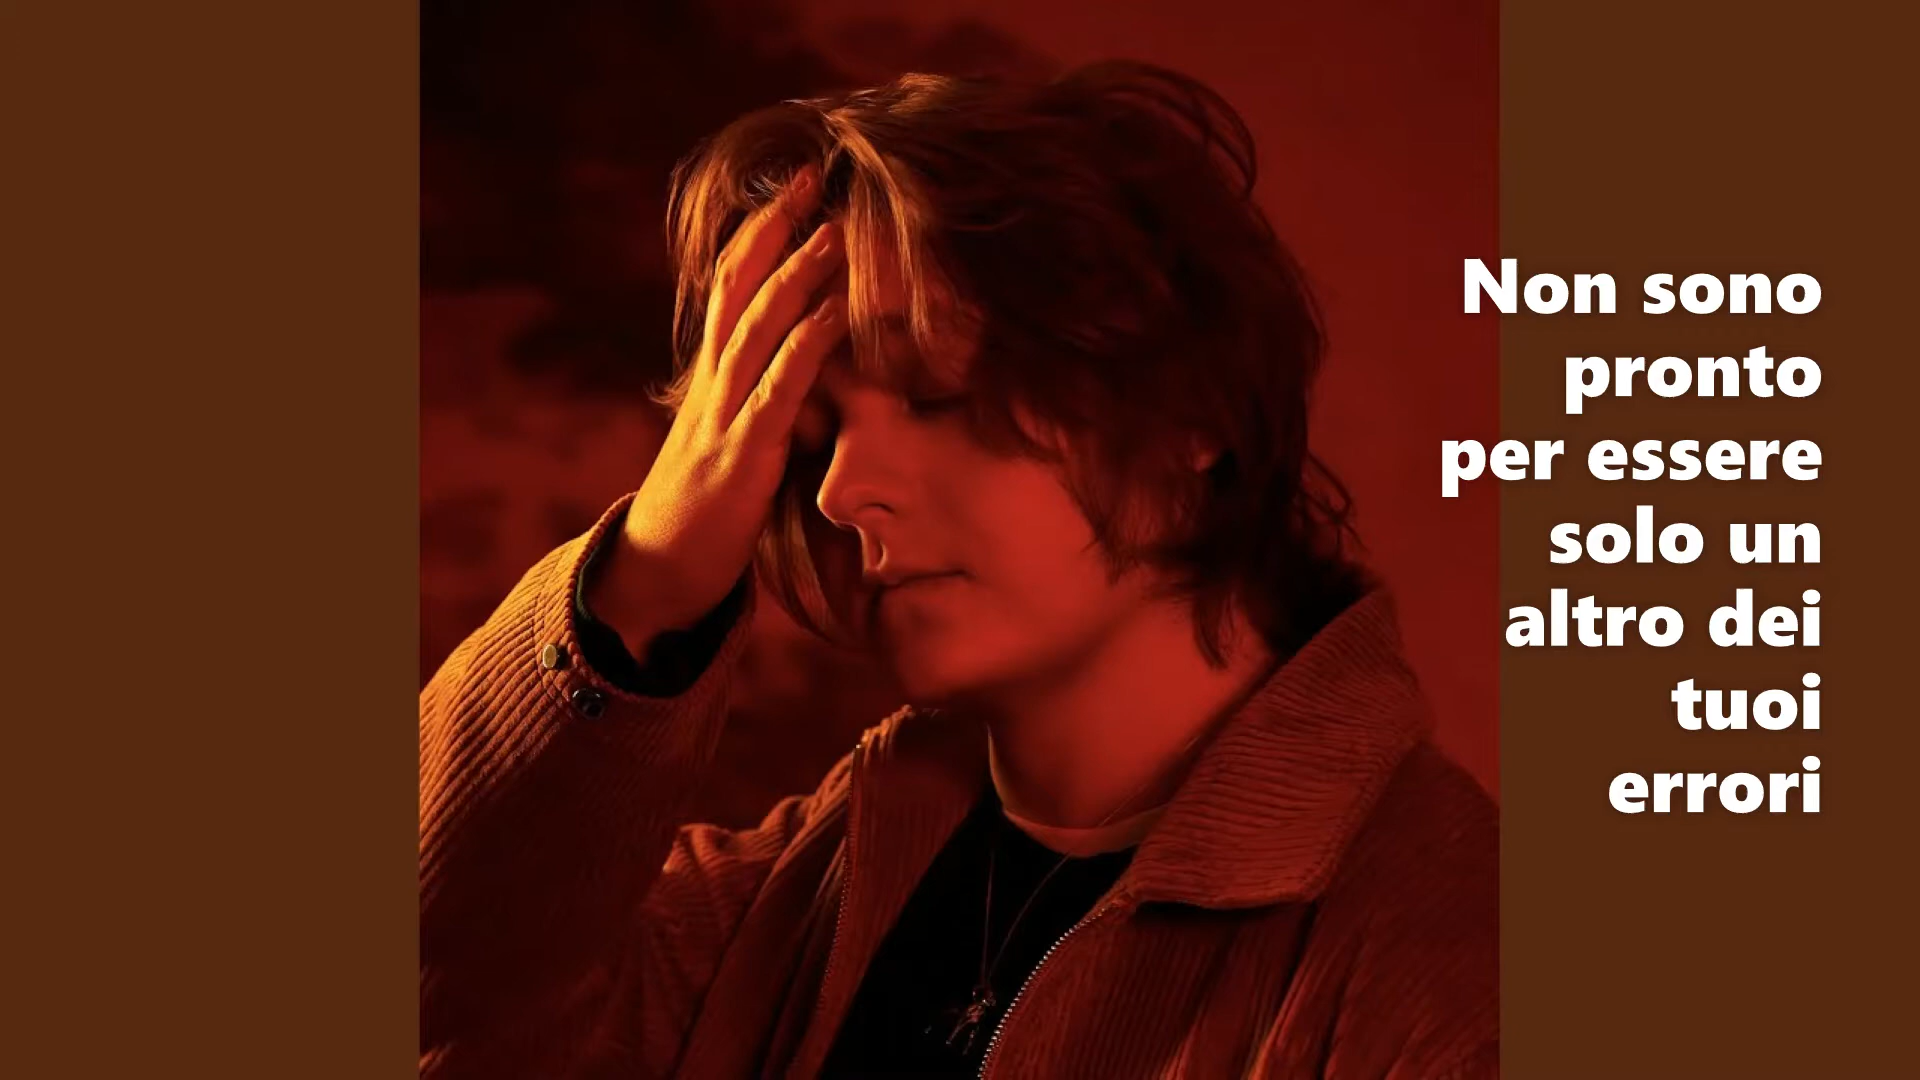 Non sono
pronto
per essere
solo un
altro dei
tuoi
errori